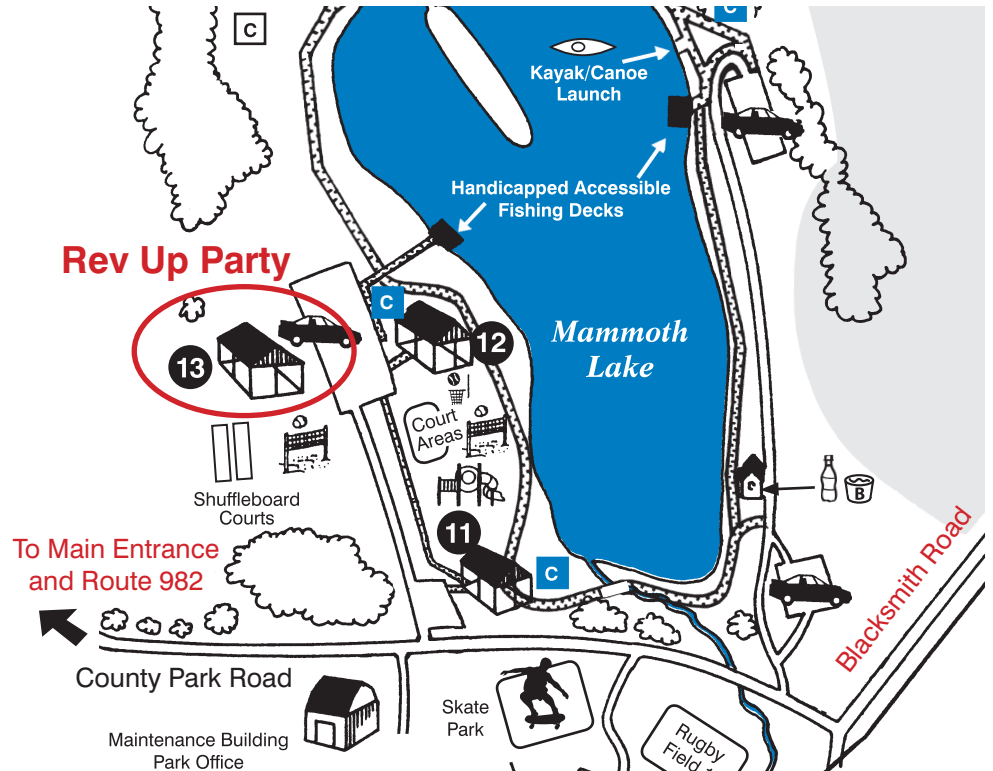 C
C
Kayak/Canoe
Launch
Handicapped Accessible
Fishing Decks
Rev Up Party
C
13
12
Mammoth
Lake
Court
Areas
Shuffleboard
Courts
B
11
C
To Main Entrance
and Route 982
Blacksmith Road
County Park Road
Skate
Park
Maintenance Building
Park Office
Rugby
Field